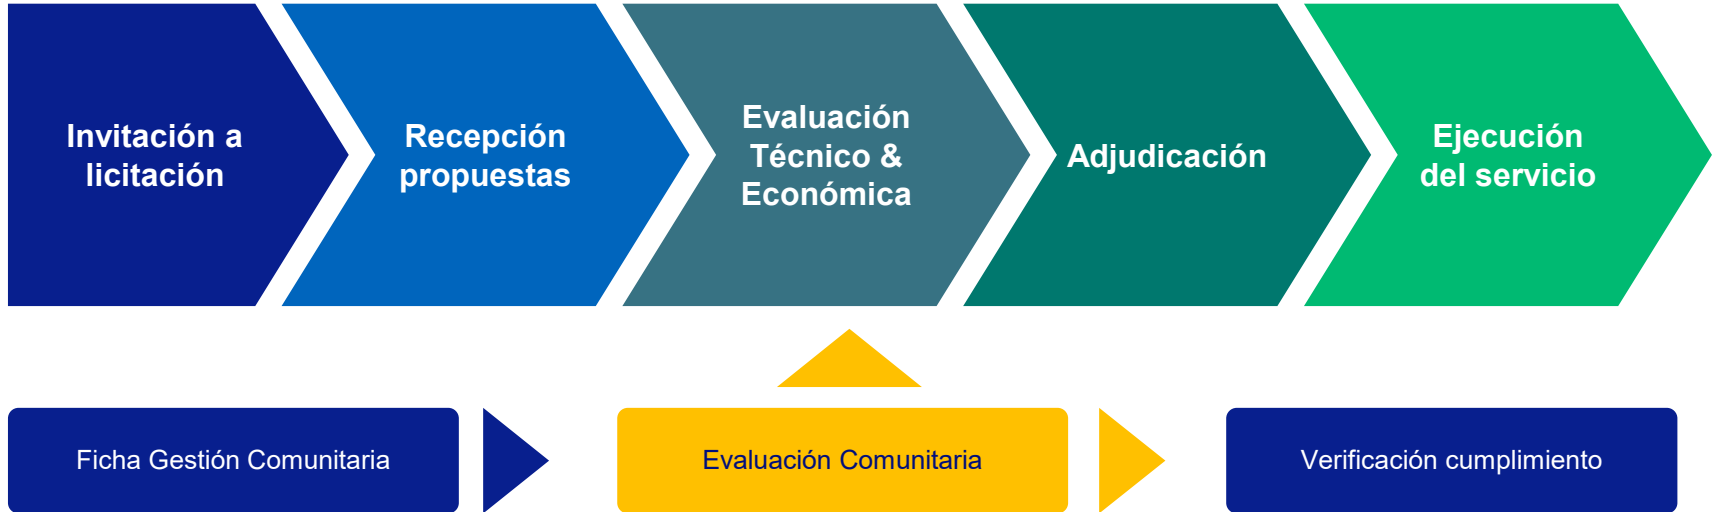 Invitación a
licitación
Recepción
propuestas
Evaluación
Técnico &
Económica
Adjudicación
Ejecución
del servicio
Ficha Gestión Comunitaria
Evaluación Comunitaria
Verificación cumplimiento